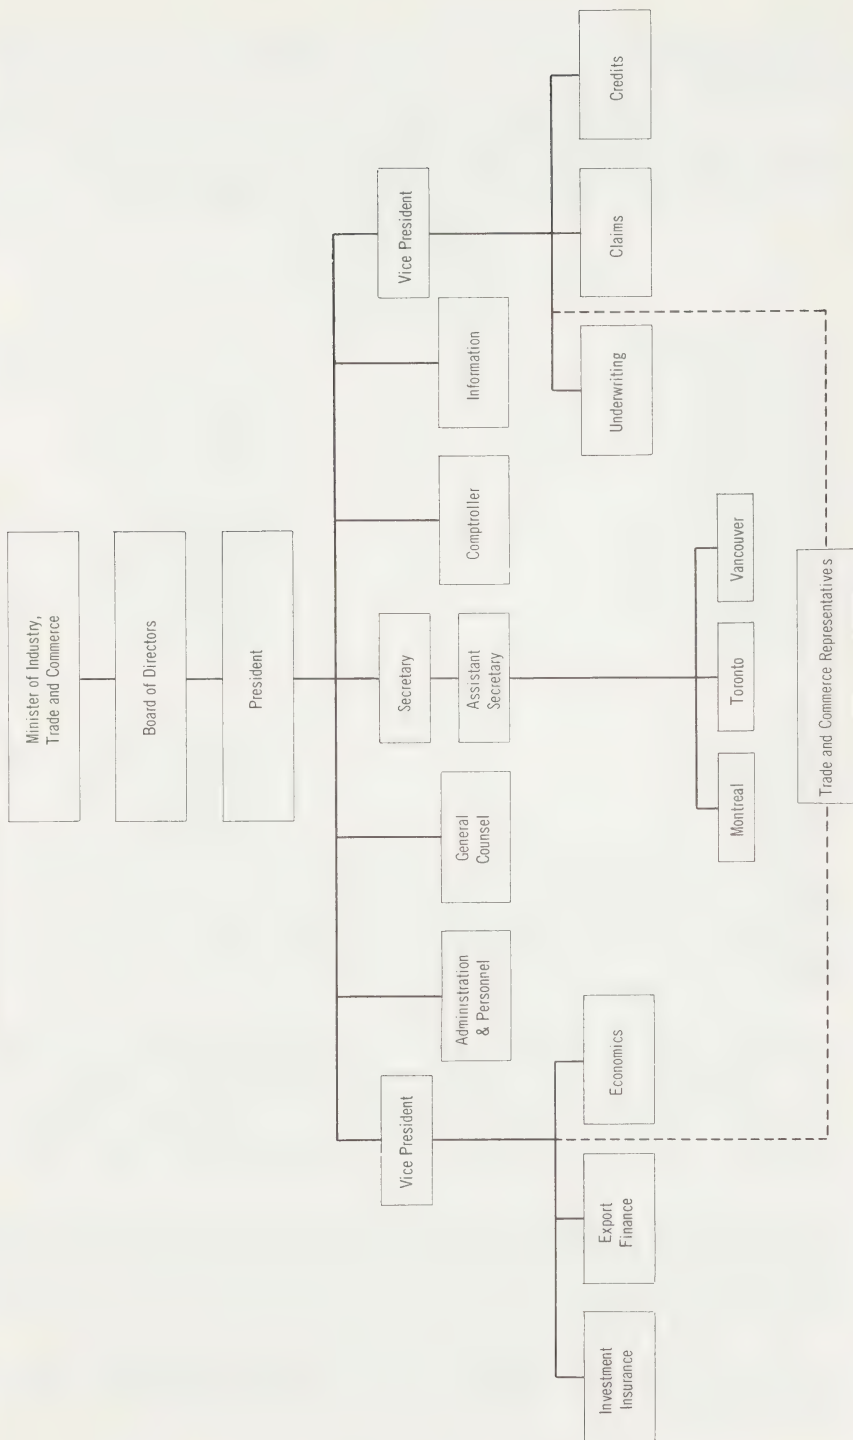 Minister of Industry,
Trade and Commerce
Board of Directors
President
Vice President
Administration
& Personnel
General
Counsel
Secretary
Assistant
Secretary
Comptroller
Information
Vice President
Investment
Insurance
Export
Finance
Economics
Montreal
Toronto
Vancouver
Underwriting
Claims
Credits
Trade and Commerce Representatives